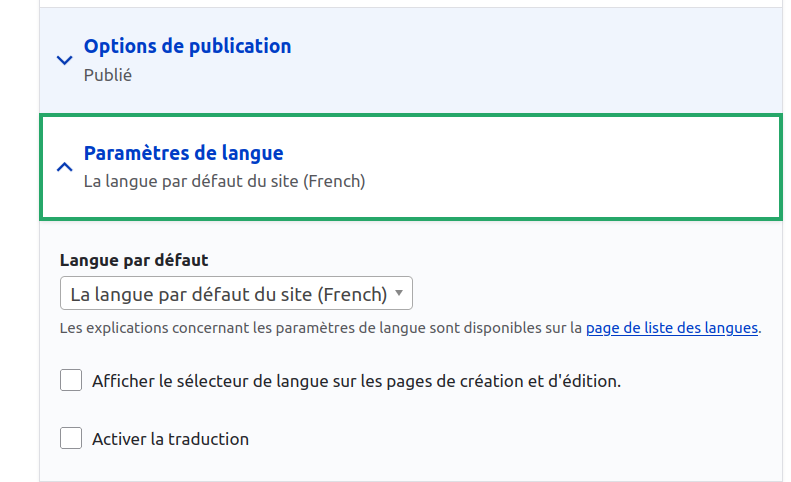 Options de publication
Publié
Paramètres de langue
La langue par défaut du site (French)
Langue par défaut
La langue par défaut du site (French)
Les explications concernant les paramètres de langue sont disponibles sur la page de liste des langues.
Afficher le sélecteur de langue sur les pages de création et d'édition.
Activer la traduction